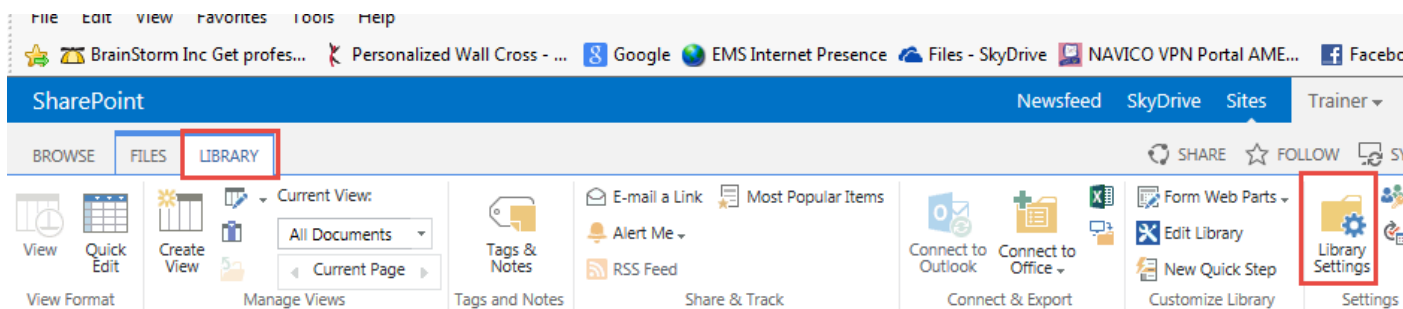 File Edit View Favorites Tools Help
BrainStorm Inc Get profes... Personalized Wall Cross - ... Google EMS Internet Presence Files - SkyDrive NAVICO VPN Portal AME...
SharePoint Newsfeed SkyDrive Sites Trainer
BROWSE FILES LIBRARY SHARE FOLLOW
Current View: E-mail a Link Most Popular Items Form Web Parts
All Documents Alert Me Edit Library
View Quick Edit Create View Current Page Tags & Notes RSS Feed Connect to Outlook Connect to Office New Quick Step Library Settings
View Format Manage Views Tags and Notes Share & Track Connect & Export Customize Library Settings